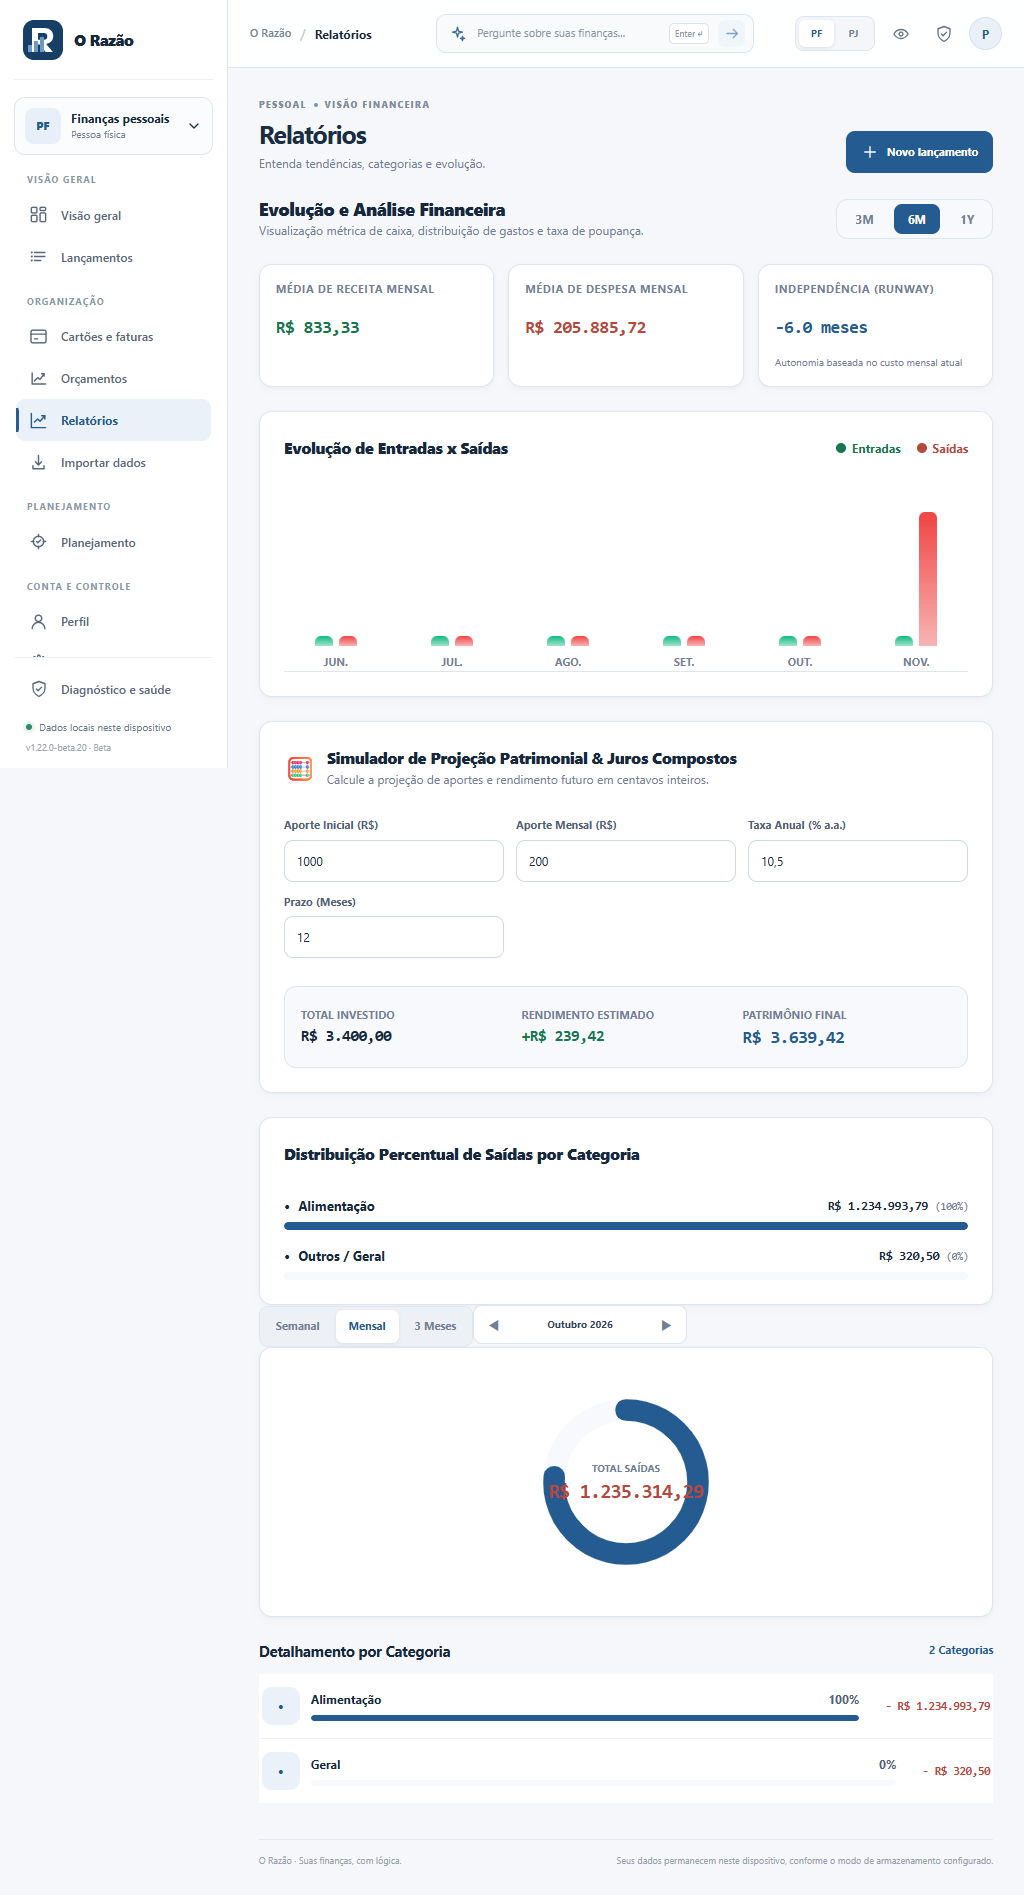 O Razão
PF
Finanças pessoais
Pessoa física
VISÃO GERAL
Visão geral
Lançamentos
ORGANIZAÇÃO
Cartões e faturas
Orçamentos
Relatórios
Importar dados
PLANEJAMENTO
Planejamento
CONTA E CONTROLE
Perfil
Diagnóstico e saúde
Dados locais neste dispositivo
v1.22.0-beta.20 · Beta
O Razão / Relatórios
Pergunte sobre suas finanças...
Enter ↵
PF
PJ
P
PESSOAL • VISÃO FINANCEIRA
Relatórios
Entenda tendências, categorias e evolução.
Novo lançamento
Evolução e Análise Financeira
Visualização métrica de caixa, distribuição de gastos e taxa de poupança.
3M 6M 1Y
MÉDIA DE RECEITA MENSAL
R$ 833,33
MÉDIA DE DESPESA MENSAL
R$ 205.885,72
INDEPENDÊNCIA (RUNWAY)
-6.0 meses
Autonomia baseada no custo mensal atual
Evolução de Entradas x Saídas
Entradas Saídas
JUN. JUL. AGO. SET. OUT. NOV.
Simulador de Projeção Patrimonial & Juros Compostos
Calcule a projeção de aportes e rendimento futuro em centavos inteiros.
Aporte Inicial (R$)
1000
Aporte Mensal (R$)
200
Taxa Anual (% a.a.)
10,5
Prazo (Meses)
12
TOTAL INVESTIDO
R$ 3.400,00
RENDIMENTO ESTIMADO
+R$ 239,42
PATRIMÔNIO FINAL
R$ 3.639,42
Distribuição Percentual de Saídas por Categoria
• Alimentação R$ 1.234.993,79 (100%)
• Outros / Geral R$ 320,50 (0%)
Semanal Mensal 3 Meses
◀ Outubro 2026 ▶
TOTAL SAÍDAS
R$ 1.235.314,29
Detalhamento por Categoria 2 Categorias
• Alimentação 100% - R$ 1.234.993,79
• Geral 0% - R$ 320,50
O Razão · Suas finanças, com lógica.
Seus dados permanecem neste dispositivo, conforme o modo de armazenamento configurado.